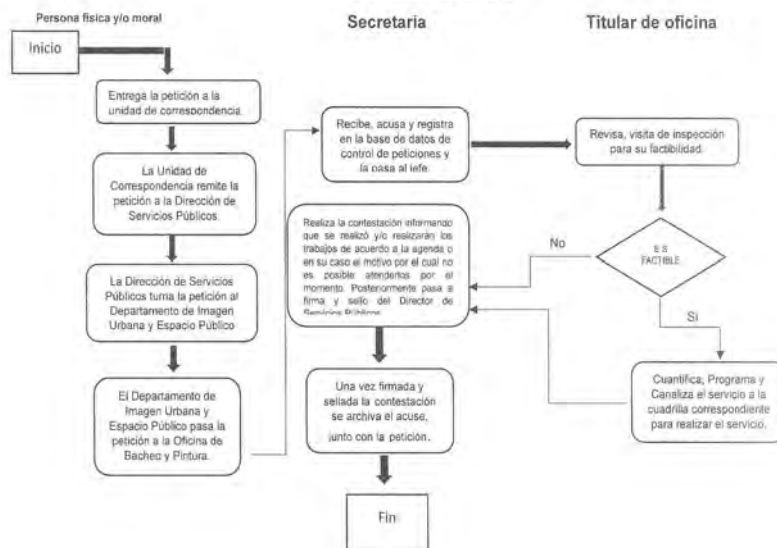 Persona física y/o moral
Secretaria
Titular de oficina
Inicio
Entrega la petición a la
unidad de correspondencia.
La Unidad de
Correspondencia remite la
petición a la Dirección de
Servicios Públicos.
La Dirección de Servicios
Públicos turna la petición al
Departamento de Imagen
Urbana y Espacio Público
El Departamento de
Imagen Urbana y
Espacio Público pasa la
petición a la Oficina de
Bacheo y Pintura.
Recibe, acusa y registra
en la base de datos de
control de peticiones y
la pasa al jefe.
Realiza la contestación informando
que se realizó y/o realizarán los
trabajos de acuerdo a la agenda o
en su caso el motivo por el cual no
es posible atenderlos por el
momento. Posteriormente pasa a
firma y sello del Director de
Servicios Públicos
Una vez firmada y
sellada la contestación
se archiva el acuse,
junto con la petición.
Fin
Revisa, visita de inspección
para su factibilidad.
E S
FACTIBLE
No
Si
Cuantifica, Programa y
Canaliza el servicio a la
cuadrilla correspondiente
para realizar el servicio.